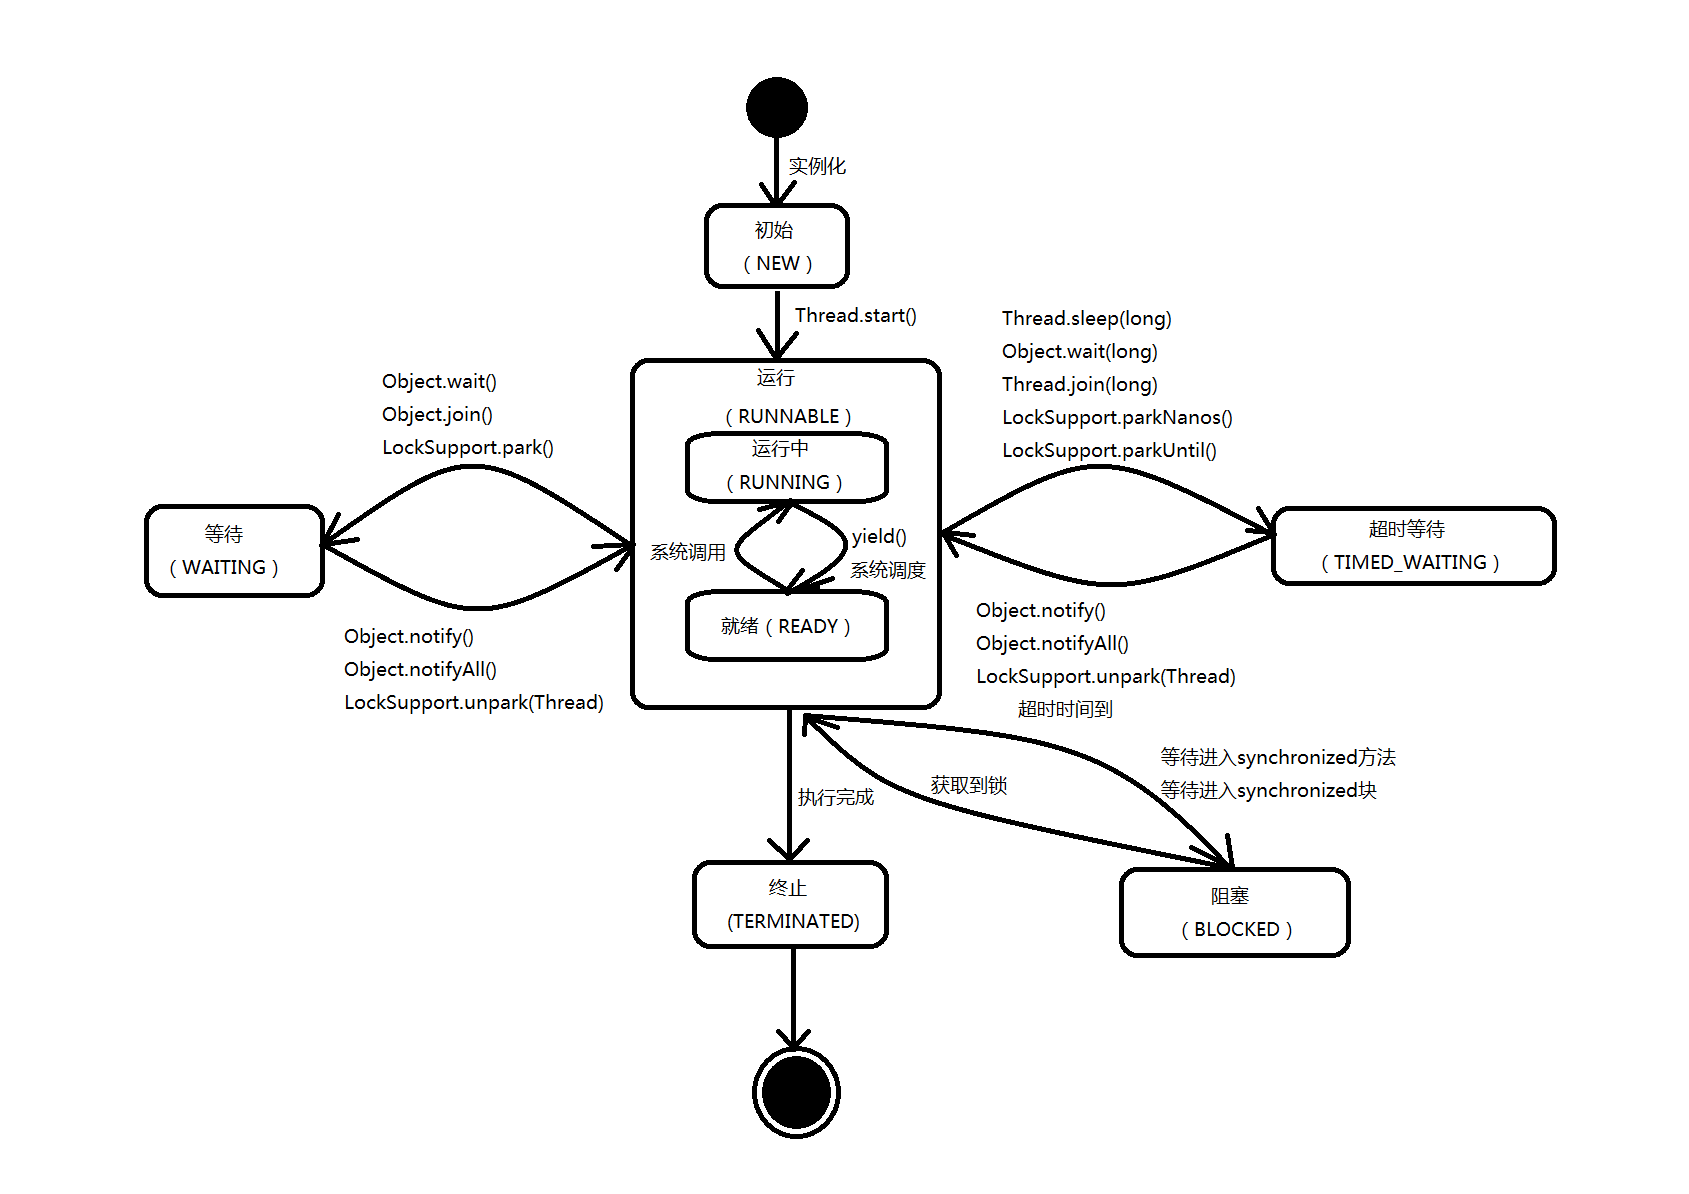 实例化
初始
（NEW）
Thread.start()
Thread.sleep(long)
Object.wait(long)
Thread.join(long)
LockSupport.parkNanos()
LockSupport.parkUntil()
Object.wait()
Object.join()
LockSupport.park()
运行
（RUNNABLE）
运行中
（RUNNING）
系统调用
yield()
系统调度
就绪（READY）
等待
（WAITING）
超时等待
（TIMED_WAITING）
Object.notify()
Object.notifyAll()
LockSupport.unpark(Thread)
Object.notify()
Object.notifyAll()
LockSupport.unpark(Thread)
超时时间到
等待进入synchronized方法
等待进入synchronized块
获取到锁
执行完成
终止
(TERMINATED)
阻塞
（BLOCKED）